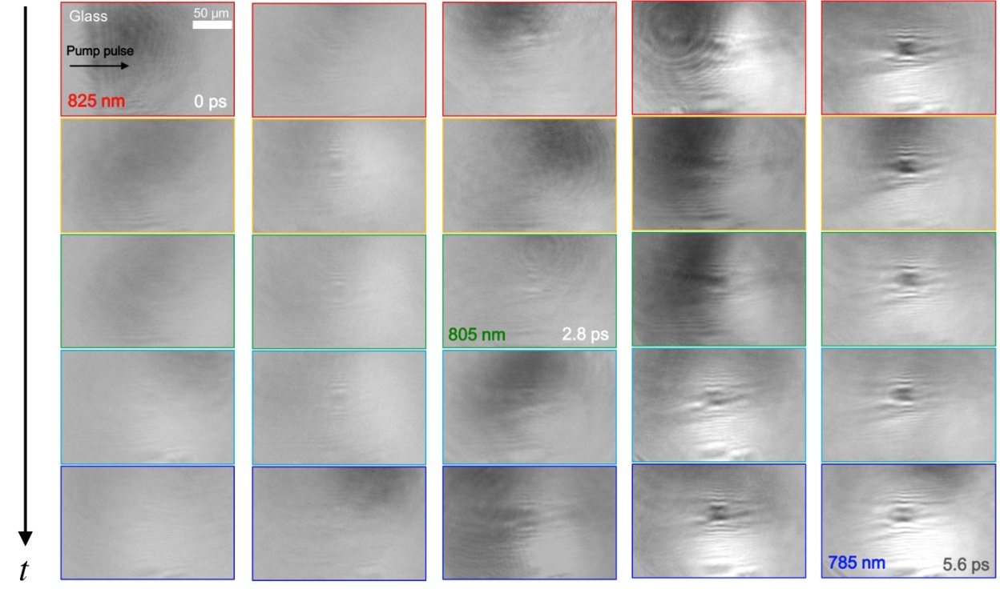 Glass
50 μm
Pump pulse
825 nm
0 ps
805 nm
2.8 ps
t
785 nm
5.6 ps